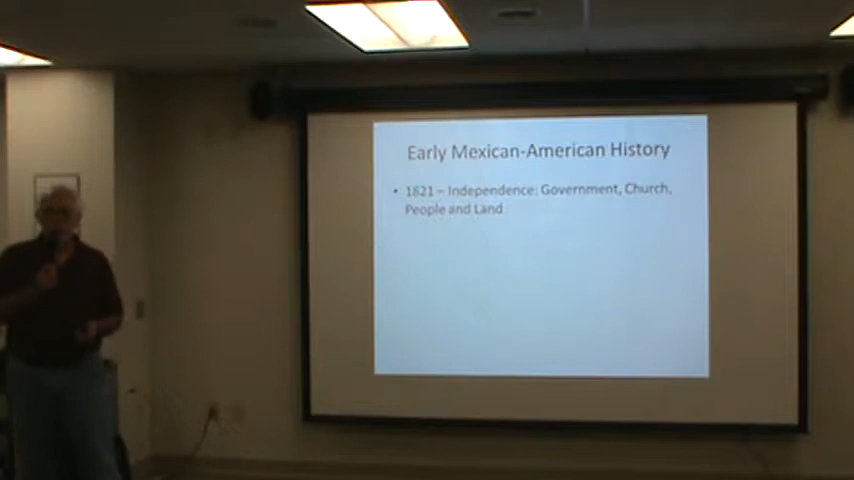 Early Mexican-American History
• 1821 – Independence: Government, Church,
People and Land